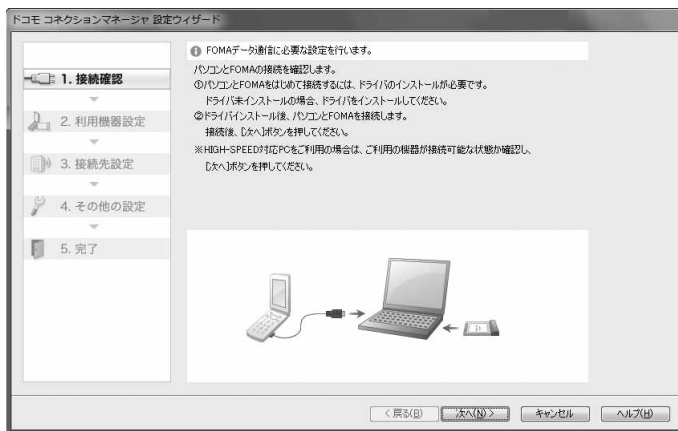 ドコモ コネクションマネージャ 設定ウィザード
1. 接続確認
2. 利用機器設定
3. 接続先設定
4. その他の設定
5. 完了
FOMAデータ通信に必要な設定を行います。
パソコンとFOMAの接続を確認します。
①パソコンとFOMAをはじめて接続するには、ドライバのインストールが必要です。
ドライバ未インストールの場合、ドライバをインストールしてください。
②ドライバインストール後、パソコンとFOMAを接続します。
接続後、[次へ]ボタンを押してください。
※HIGH-SPEED対応PCをご利用の場合は、ご利用の機器が接続可能な状態か確認し、
[次へ]ボタンを押してください。
D
< 戻る(B)
次へ(N) >
キャンセル
ヘルプ(H)